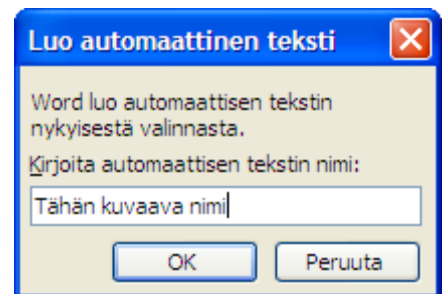 Luo automaattinen teksti
Word luo automaattisen tekstin
nykyisestä valinnasta.
Kirjoita automaattisen tekstin nimi:
Tähän kuvaava nimi
OK
Peruuta